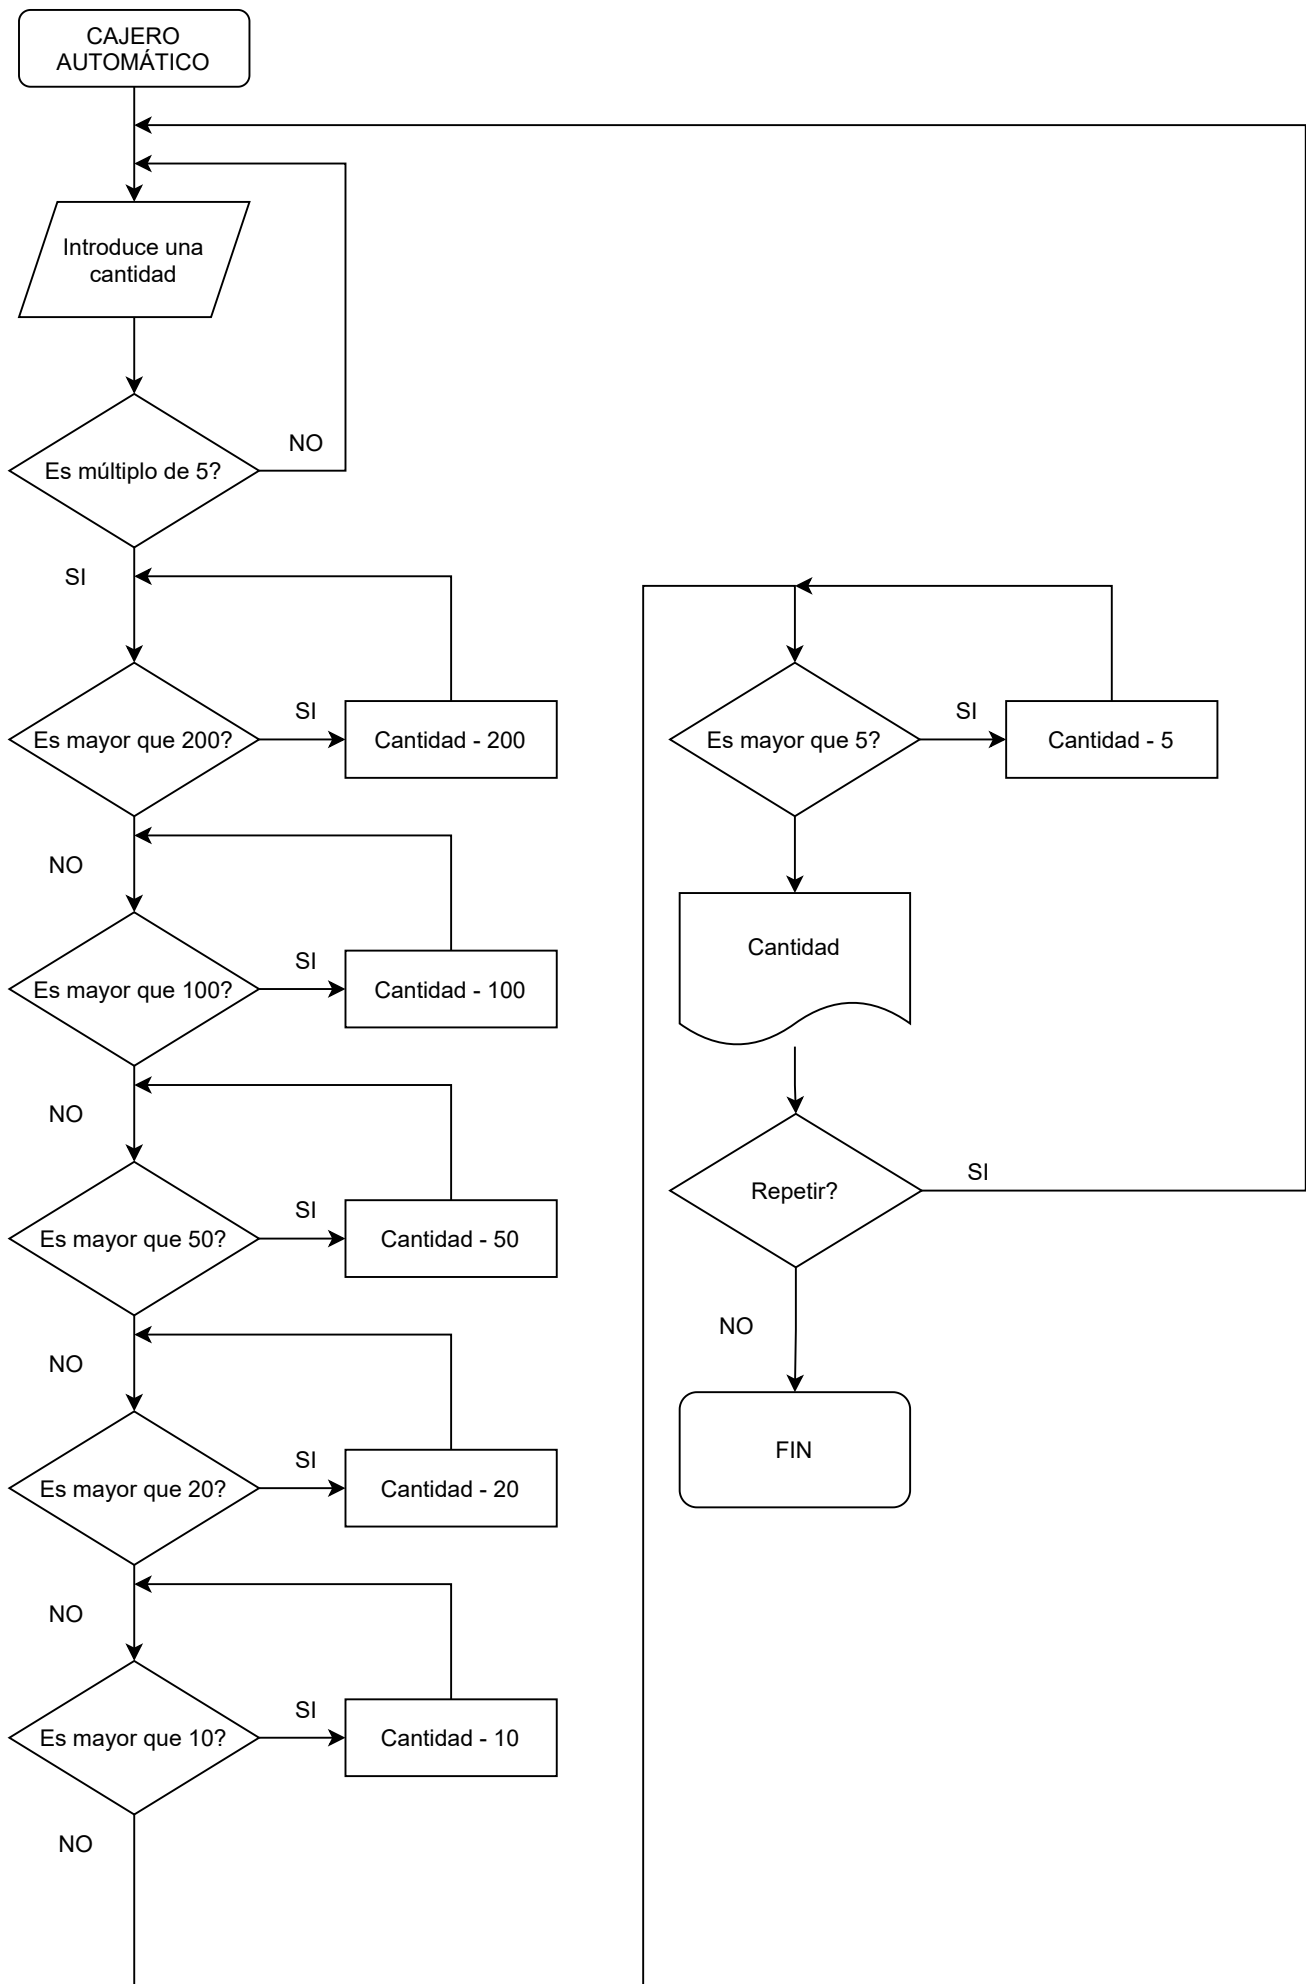 CAJERO
AUTOMÁTICO
Introduce una
cantidad
Es múltiplo de 5?
NO
SI
Es mayor que 200?
SI
Cantidad - 200
NO
Es mayor que 100?
SI
Cantidad - 100
NO
Es mayor que 50?
SI
Cantidad - 50
NO
Es mayor que 20?
SI
Cantidad - 20
NO
Es mayor que 10?
SI
Cantidad - 10
NO
Es mayor que 5?
SI
Cantidad - 5
Cantidad
Repetir?
SI
NO
FIN